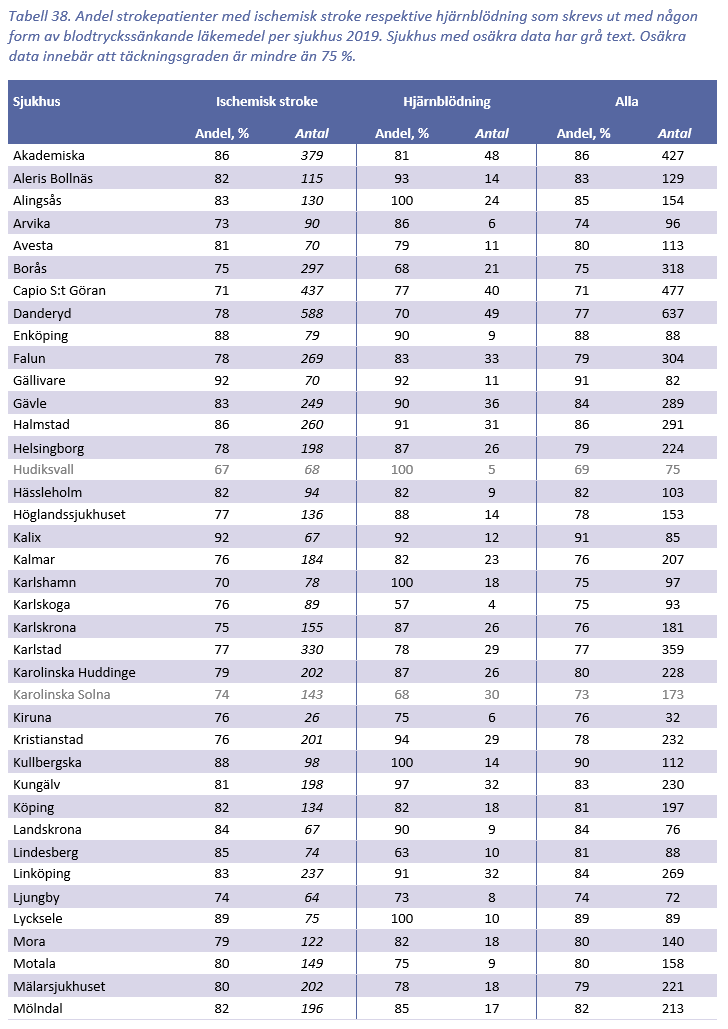 Tabell 38. Andel strokepatienter med ischemisk stroke respektive hjärnblödning som skrevs ut med någon
form av blodtryckssänkande läkemedel per sjukhus 2019. Sjukhus med osäkra data har grå text. Osäkra
data innebär att täckningsgraden är mindre än 75 %.
Sjukhus Ischemisk stroke Hjärnblödning Alla
Andel, % Antal Andel, % Antal Andel, % Antal
Akademiska 86 379 81 48 86 427
Aleris Bollnäs 82 115 93 14 83 129
Alingsås 83 130 100 24 85 154
Arvika 73 90 86 6 74 96
Avesta 81 70 79 11 80 113
Borås 75 297 68 21 75 318
Capio S:t Göran 71 437 77 40 71 477
Danderyd 78 588 70 49 77 637
Enköping 88 79 90 9 88 88
Falun 78 269 83 33 79 304
Gällivare 92 70 92 11 91 82
Gävle 83 249 90 36 84 289
Halmstad 86 260 91 31 86 291
Helsingborg 78 198 87 26 79 224
Hudiksvall 67 68 100 5 69 75
Hässleholm 82 94 82 9 82 103
Höglandssjukhuset 77 136 88 14 78 153
Kalix 92 67 92 12 91 85
Kalmar 76 184 82 23 76 207
Karlshamn 70 78 100 18 75 97
Karlskoga 76 89 57 4 75 93
Karlskrona 75 155 87 26 76 181
Karlstad 77 330 78 29 77 359
Karolinska Huddinge 79 202 87 26 80 228
Karolinska Solna 74 143 68 30 73 173
Kiruna 76 26 75 6 76 32
Kristianstad 76 201 94 29 78 232
Kullbergska 88 98 100 14 90 112
Kungälv 81 198 97 32 83 230
Köping 82 134 82 18 81 197
Landskrona 84 67 90 9 84 76
Lindesberg 85 74 63 10 81 88
Linköping 83 237 91 32 84 269
Ljungby 74 64 73 8 74 72
Lycksele 89 75 100 10 89 89
Mora 79 122 82 18 80 140
Motala 80 149 75 9 80 158
Mälarsjukhuset 80 202 78 18 79 221
Mölndal 82 196 85 17 82 213